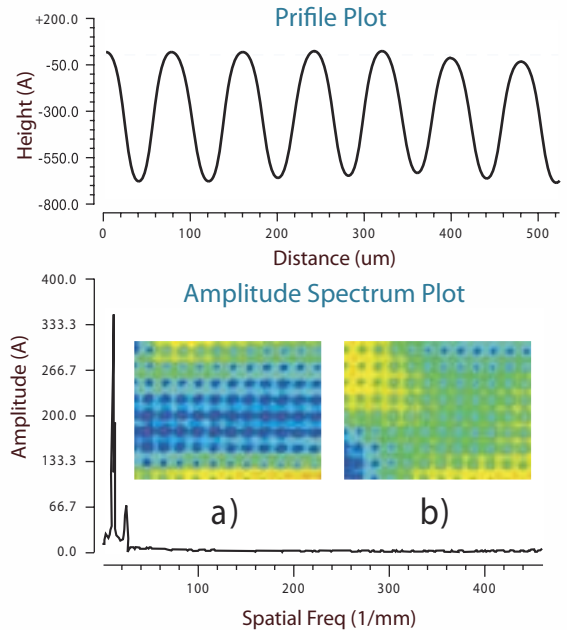 Prifile Plot
+200.0
-50.0
-300.0
-550.0
-800.0
Height (A)
0 100 200 300 400 500
Distance (um)
Amplitude Spectrum Plot
400.0
333.3
266.7
200.0
133.3
66.7
0.0
Amplitude (A)
a) b)
100 200 300 400
Spatial Freq (1/mm)